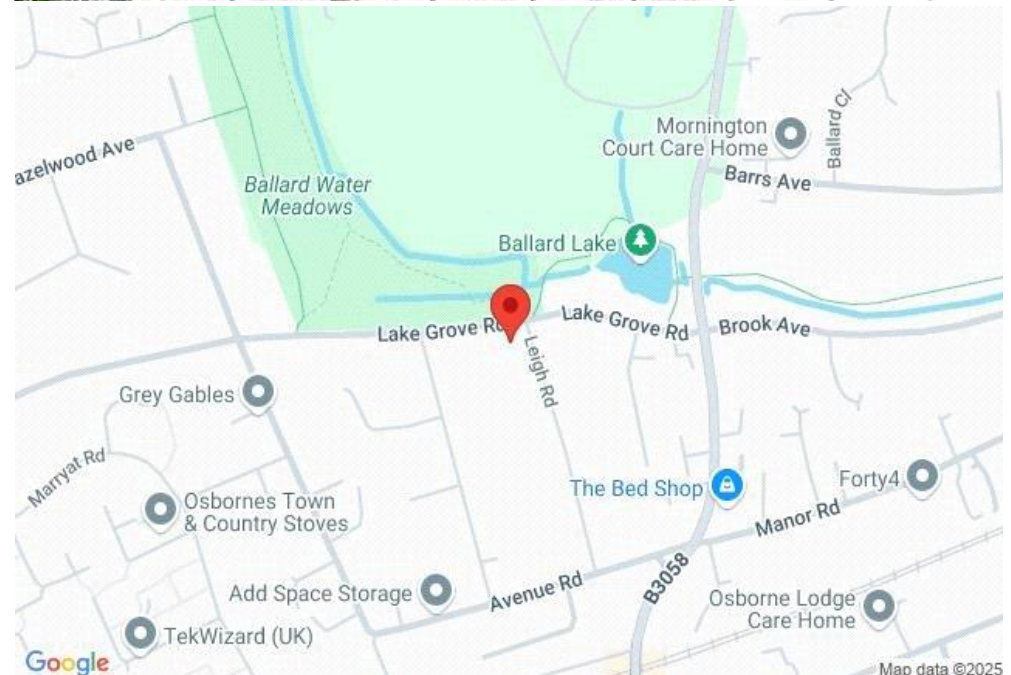 Mornington
Court Care Home
Ballard Cl
azelwood Ave
Barrs Ave
Ballard Water
Meadows
Ballard Lake
Lake Grove Rd
Lake Grove Rd
Brook Ave
Leigh Rd
Grey Gables
Marryat Rd
The Bed Shop
Forty4
Osbornes Town
& Country Stoves
Manor Rd
Add Space Storage
Avenue Rd
B3058
Osborne Lodge
Care Home
TekWizard (UK)
Google
Map data ©2025